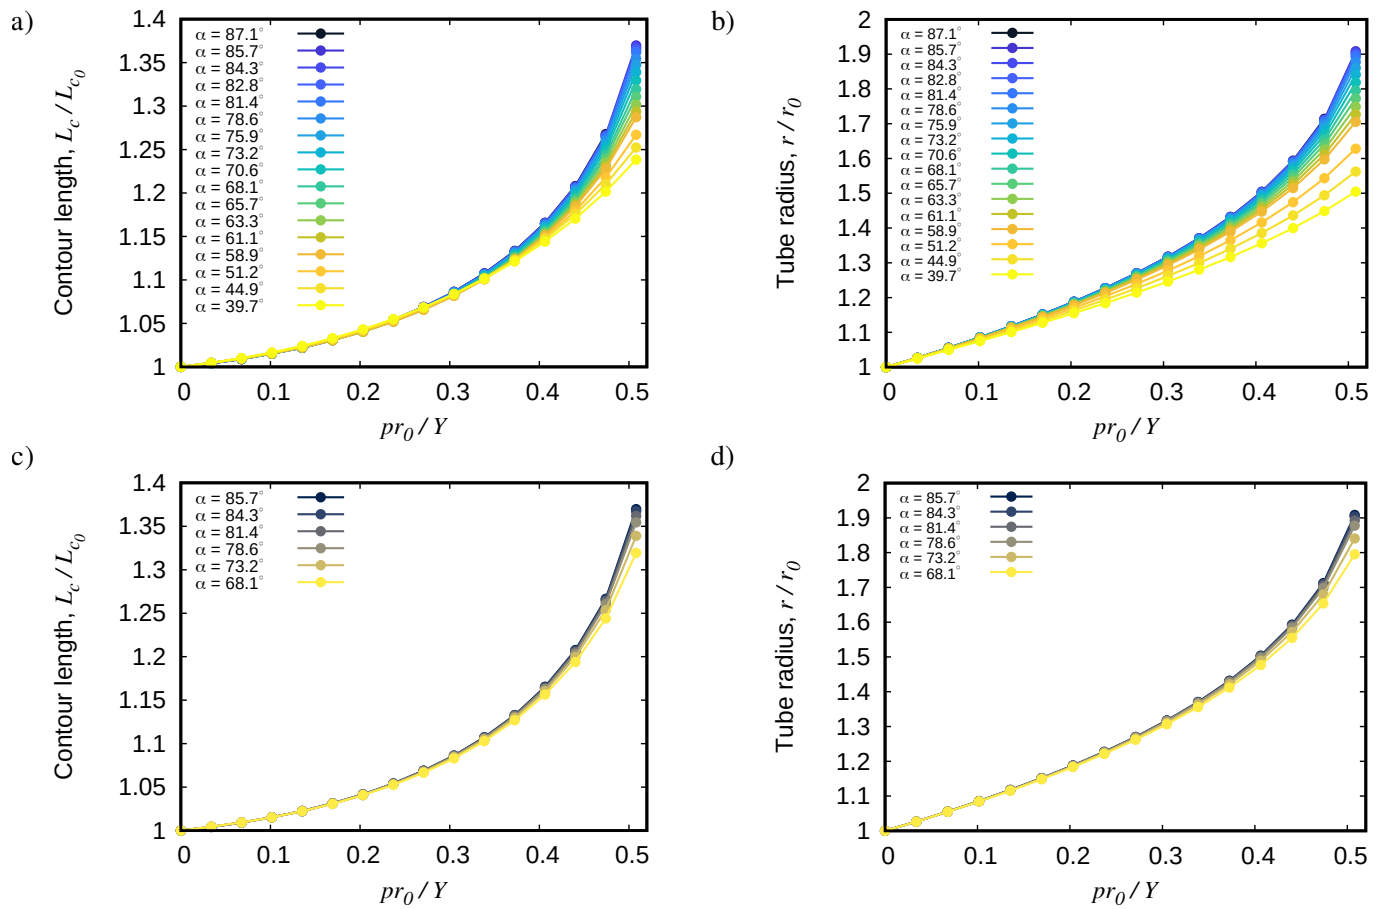 a)
Contour length, L_c / L_c0
1.4
1.35
1.3
1.25
1.2
1.15
1.1
1.05
1
α = 87.1°
α = 85.7°
α = 84.3°
α = 82.8°
α = 81.4°
α = 78.6°
α = 75.9°
α = 73.2°
α = 70.6°
α = 68.1°
α = 65.7°
α = 63.3°
α = 61.1°
α = 58.9°
α = 51.2°
α = 44.9°
α = 39.7°
0 0.1 0.2 0.3 0.4 0.5
pr_0 / Y
b)
Tube radius, r / r_0
2
1.9
1.8
1.7
1.6
1.5
1.4
1.3
1.2
1.1
1
α = 87.1°
α = 85.7°
α = 84.3°
α = 82.8°
α = 81.4°
α = 78.6°
α = 75.9°
α = 73.2°
α = 70.6°
α = 68.1°
α = 65.7°
α = 63.3°
α = 61.1°
α = 58.9°
α = 51.2°
α = 44.9°
α = 39.7°
0 0.1 0.2 0.3 0.4 0.5
pr_0 / Y
c)
Contour length, L_c / L_c0
1.4
1.35
1.3
1.25
1.2
1.15
1.1
1.05
1
α = 85.7°
α = 84.3°
α = 81.4°
α = 78.6°
α = 73.2°
α = 68.1°
0 0.1 0.2 0.3 0.4 0.5
pr_0 / Y
d)
Tube radius, r / r_0
2
1.9
1.8
1.7
1.6
1.5
1.4
1.3
1.2
1.1
1
α = 85.7°
α = 84.3°
α = 81.4°
α = 78.6°
α = 73.2°
α = 68.1°
0 0.1 0.2 0.3 0.4 0.5
pr_0 / Y